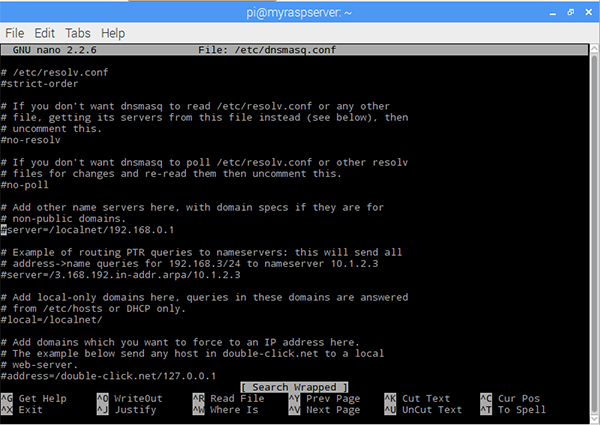 pi@myraspserver: ~
File Edit Tabs Help
GNU nano 2.2.6 File: /etc/dnsmasq.conf
# /etc/resolv.conf
#strict-order
# If you don't want dnsmasq to read /etc/resolv.conf or any other
# file, getting its servers from this file instead (see below), then
# uncomment this.
#no-resolv
# If you don't want dnsmasq to poll /etc/resolv.conf or other resolv
# files for changes and re-read them then uncomment this.
#no-poll
# Add other name servers here, with domain specs if they are for
# non-public domains.
#server=/localnet/192.168.0.1
# Example of routing PTR queries to nameservers: this will send all
# address->name queries for 192.168.3/24 to nameserver 10.1.2.3
#server=/3.168.192.in-addr.arpa/10.1.2.3
# Add local-only domains here, queries in these domains are answered
# from /etc/hosts or DHCP only.
#local=/localnet/
# Add domains which you want to force to an IP address here.
# The example below send any host in double-click.net to a local
# web-server.
#address=/double-click.net/127.0.0.1
[ Search Wrapped ]
^G Get Help ^O WriteOut ^R Read File ^Y Prev Page ^K Cut Text ^C Cur Pos
^X Exit ^J Justify ^W Where Is ^V Next Page ^U UnCut Text ^T To Spell